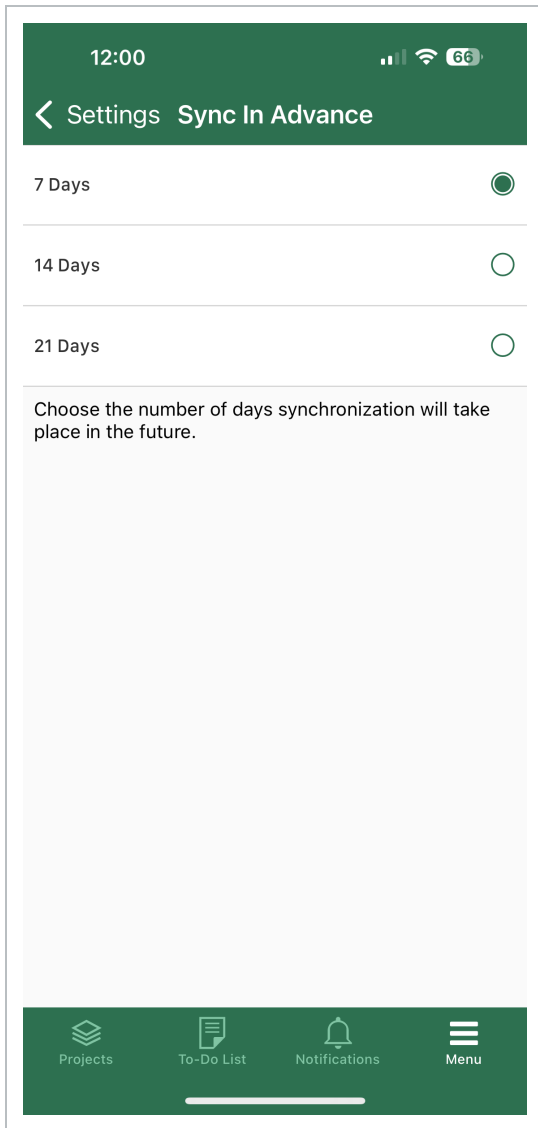 12:00
66
Settings Sync In Advance
7 Days
14 Days
21 Days
Choose the number of days synchronization will take
place in the future.
Projects To-Do List Notifications Menu